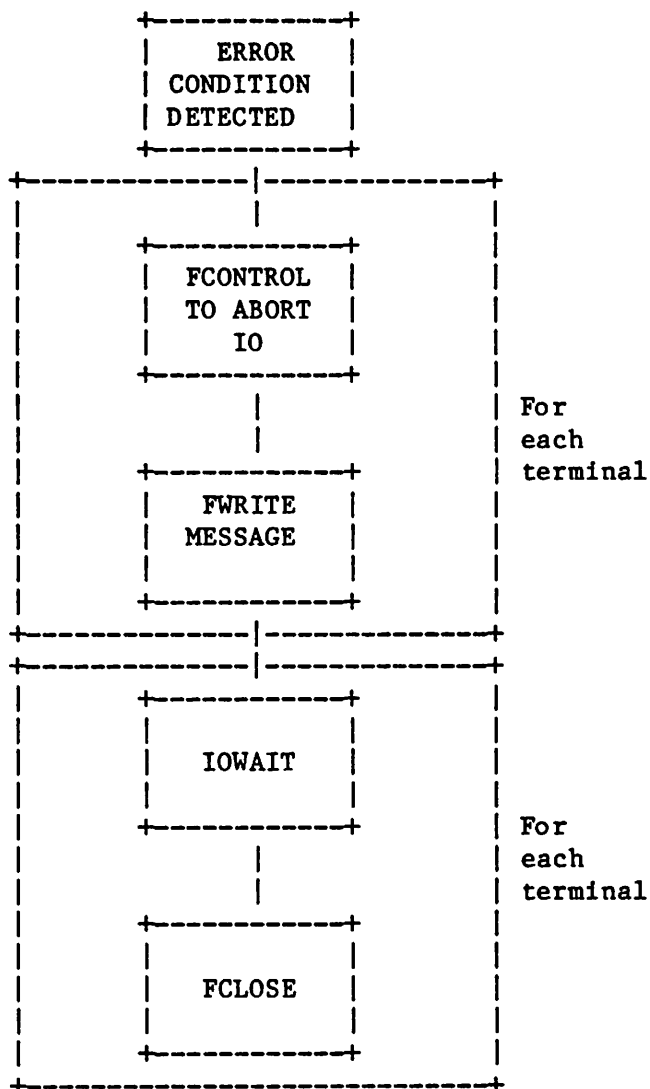 ERROR
CONDITION
DETECTED
FCONTROL
TO ABORT
IO
For
each
terminal
FWRITE
MESSAGE
IOWAIT
For
each
terminal
FCLOSE